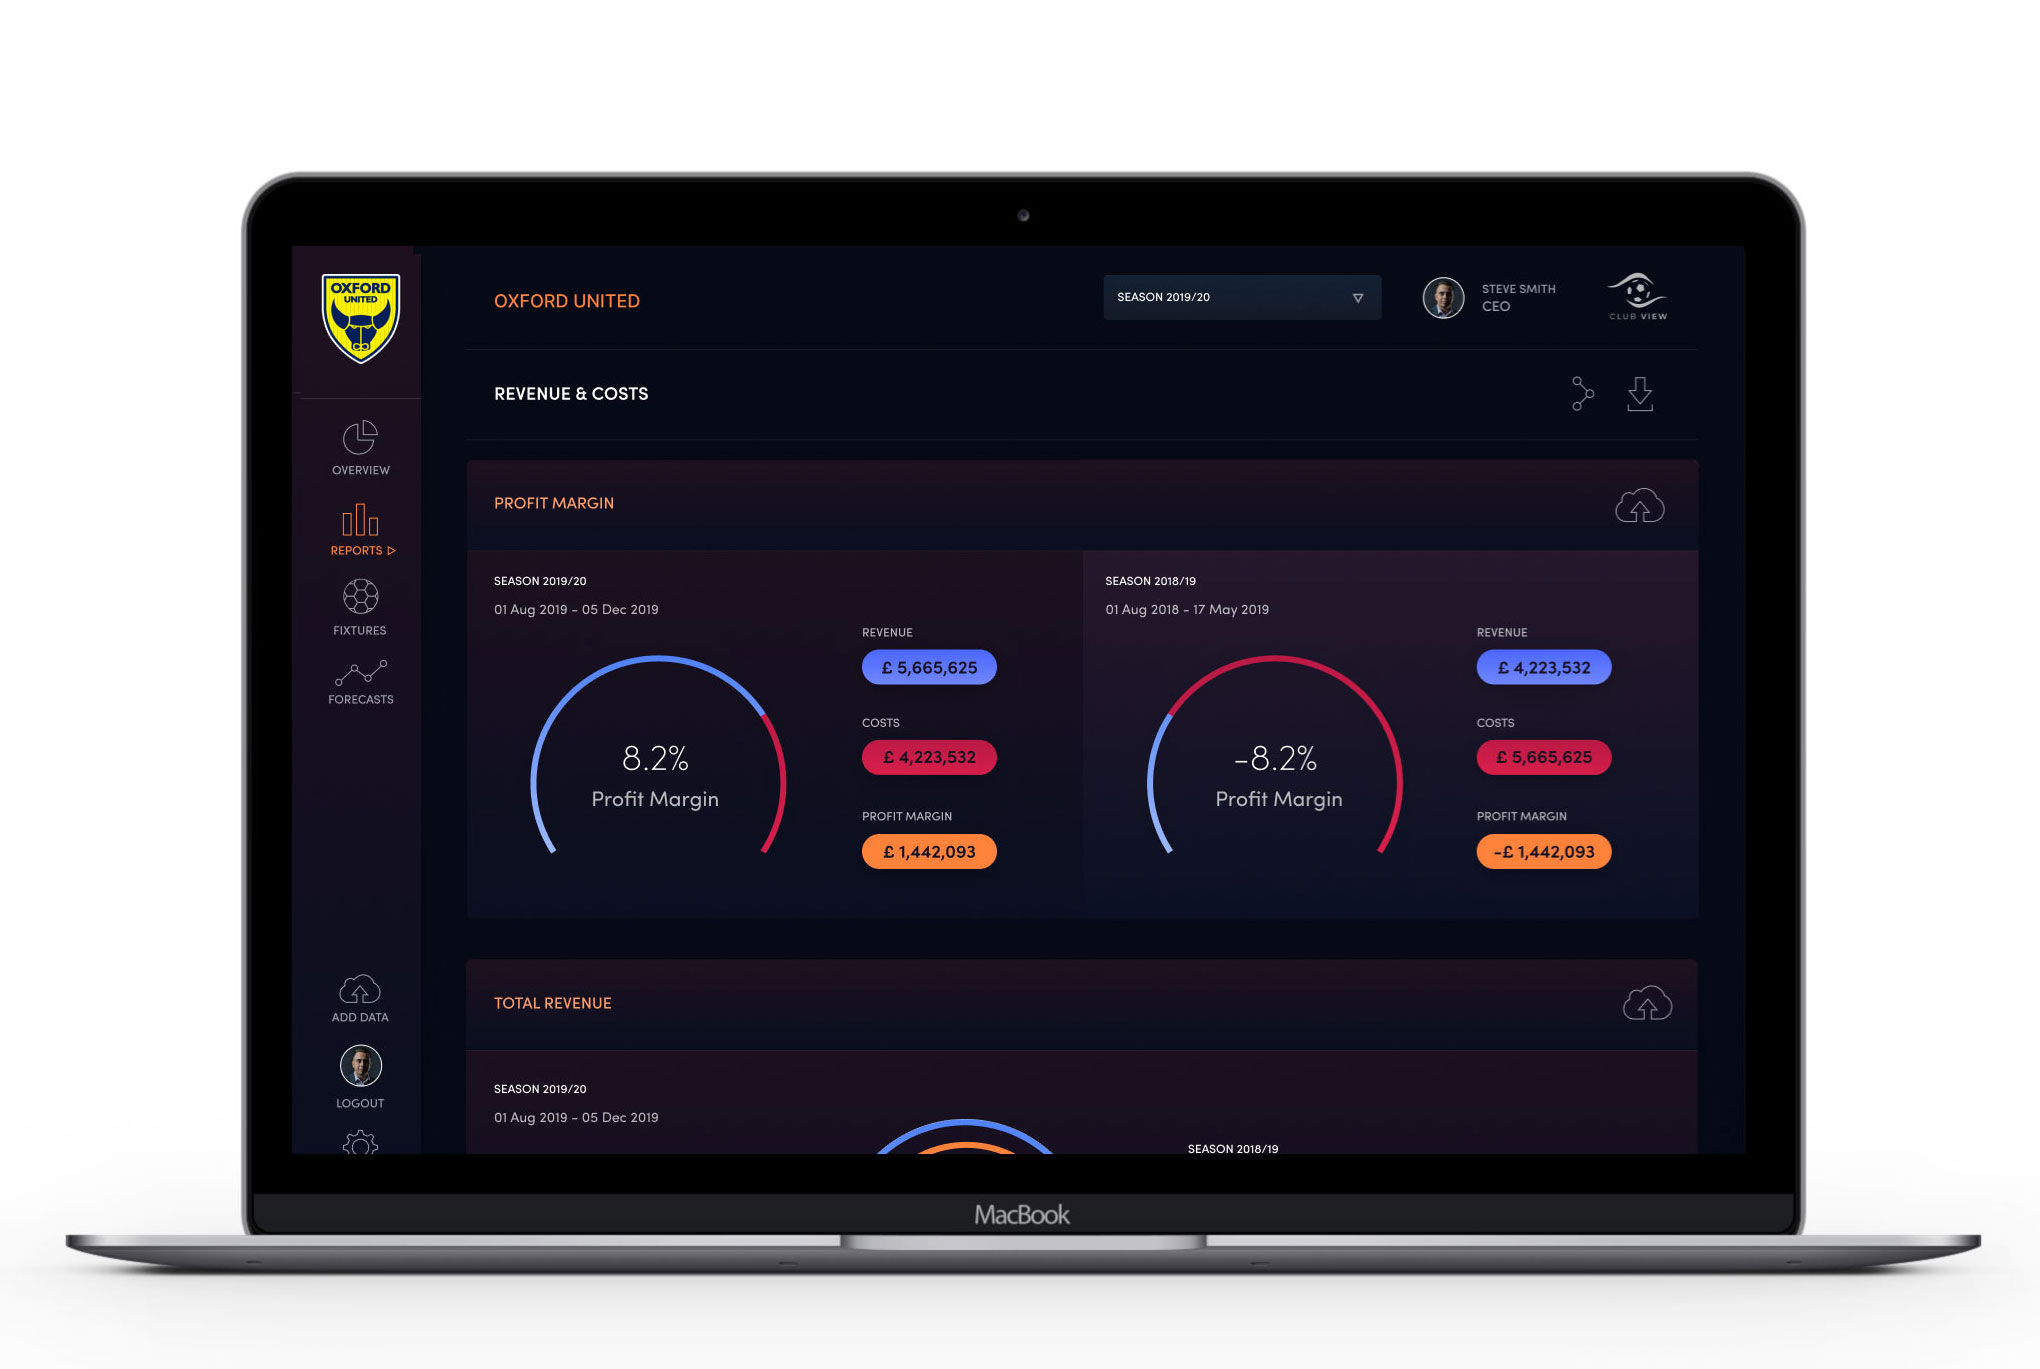 OXFORD
UNITED
OXFORD UNITED
SEASON 2019/20
STEVE SMITH
CEO
CLUB VIEW
REVENUE & COSTS
OVERVIEW
REPORTS
FIXTURES
FORECASTS
ADD DATA
LOGOUT
PROFIT MARGIN
SEASON 2019/20
01 Aug 2019 - 05 Dec 2019
8.2%
Profit Margin
REVENUE
£ 5,665,625
COSTS
£ 4,223,532
PROFIT MARGIN
£ 1,442,093
SEASON 2018/19
01 Aug 2018 - 17 May 2019
-8.2%
Profit Margin
REVENUE
£ 4,223,532
COSTS
£ 5,665,625
PROFIT MARGIN
-£ 1,442,093
TOTAL REVENUE
SEASON 2019/20
01 Aug 2019 - 05 Dec 2019
SEASON 2018/19
MacBook